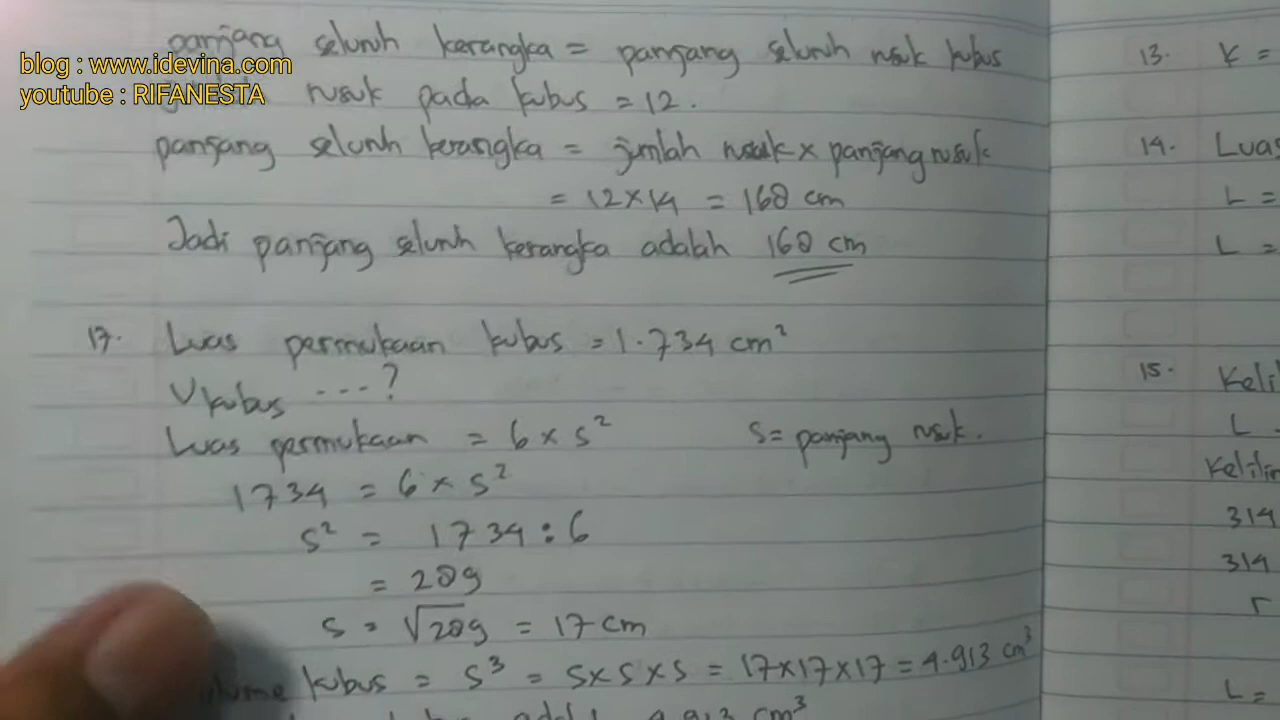 panjang seluruh kerangka = panjang seluruh rusuk kubus
blog : www.idevina.com
youtube : RIFANESTA
rusuk pada kubus = 12.
panjang seluruh kerangka = jumlah rusuk x panjang rusuk
= 12 x 14 = 168 cm
Jadi panjang seluruh kerangka adalah 168 cm
17. Luas permukaan kubus = 1.734 cm²
V kubus ...?
Luas permukaan = 6 x s² s = panjang rusuk.
1734 = 6 x s²
s² = 1734 : 6
= 289
s = √289 = 17 cm
kubus = s³ = s x s x s = 17 x 17 x 17 = 4.913 cm³
13. K =
14. Luas
L =
L =
15. Keli
L
Kelilin
314
314
r
L =